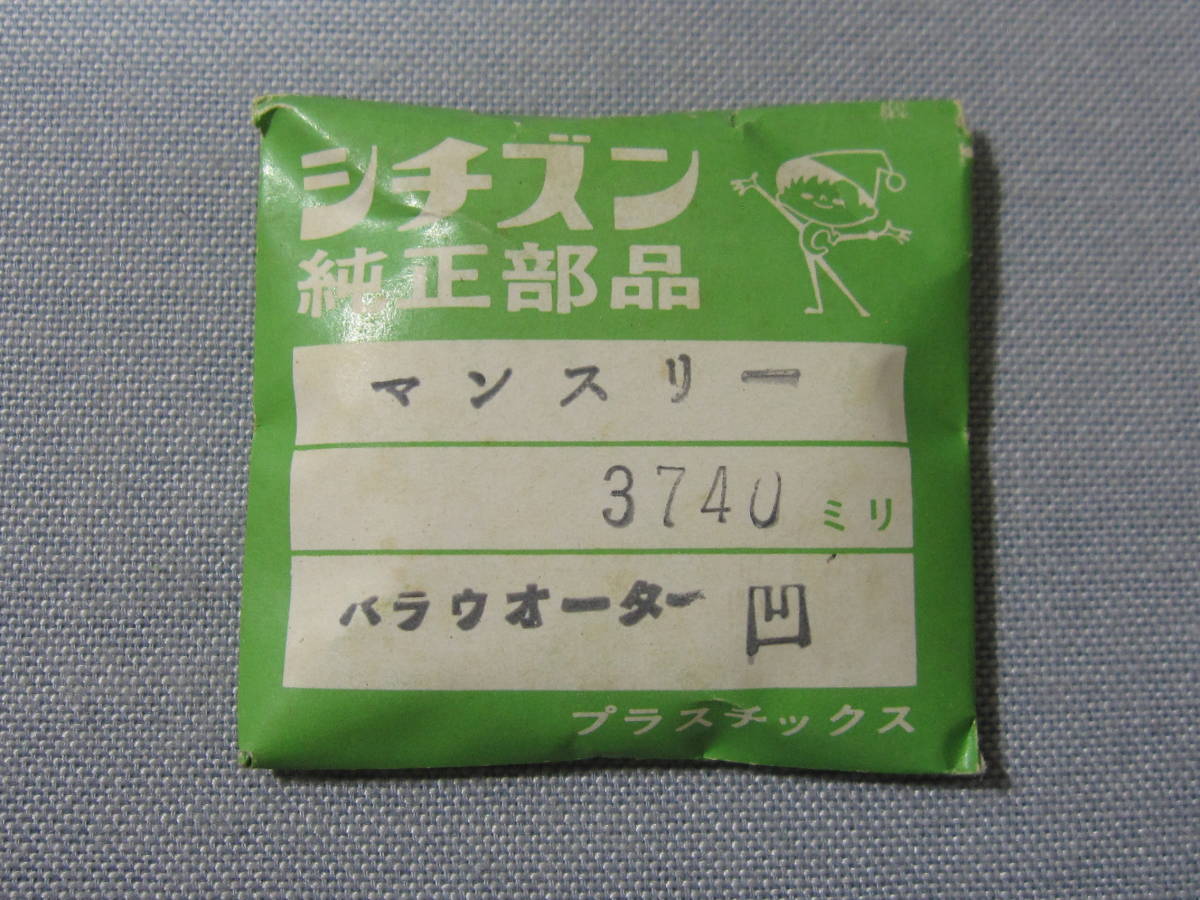 シチズン
純正部品
マンスリー
3740 ミリ
パラウオーター 凹
プラスチックス